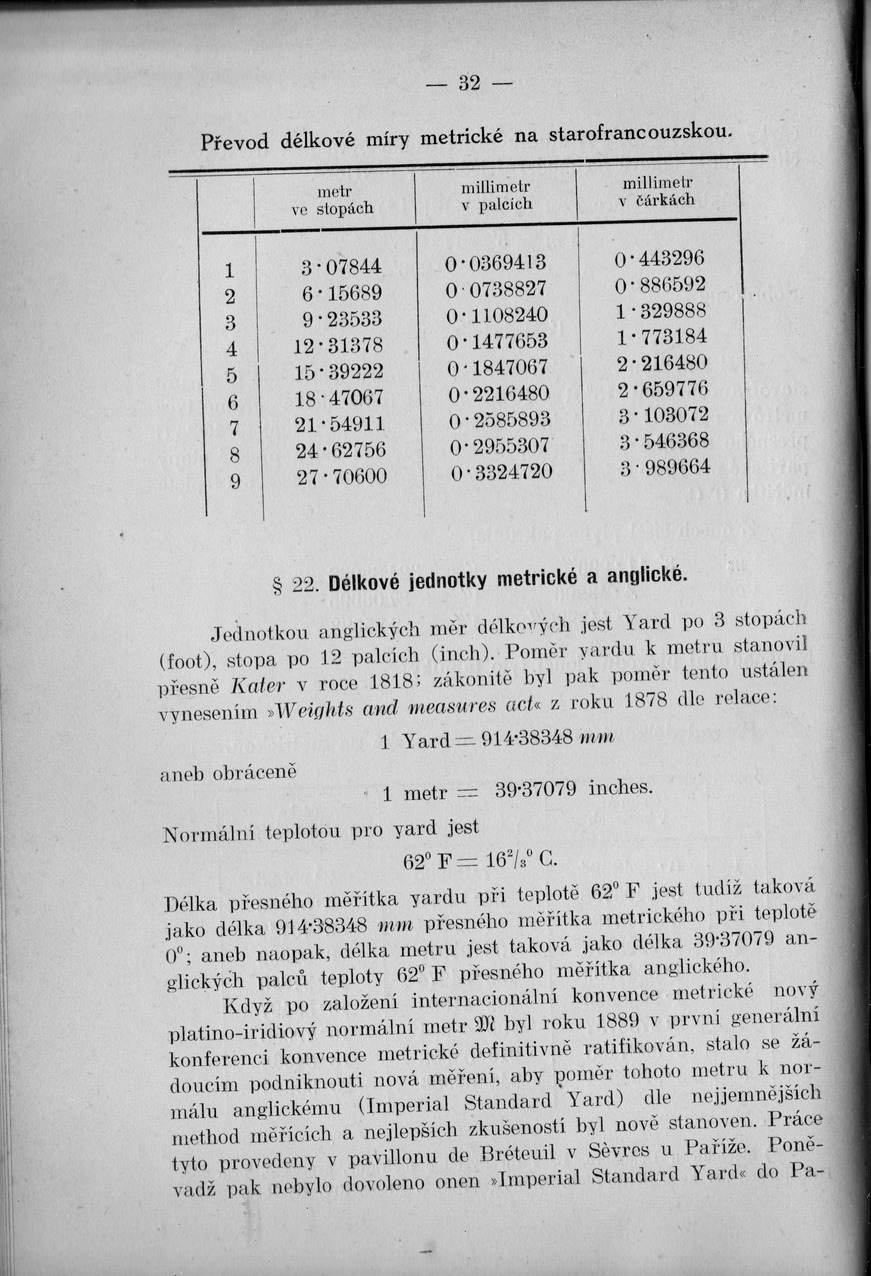 — 32 —
Převod délkové míry metrické na starofrancouzskou.
metr ve stopách millimetr v palcích millimetr v čárkách
1 3·07844 0·0369413 0·443296
2 6·15689 0·0738827 0·886592
3 9·23533 0·1108240 1·329888
4 12·31378 0·1477653 1·773184
5 15·39222 0·1847067 2·216480
6 18·47067 0·2216480 2·659776
7 21·54911 0·2585893 3·103072
8 24·62756 0·2955307 3·546368
9 27·70600 0·3324720 3·989664
§ 22. Délkové jednotky metrické a anglické.
Jednotkou anglických měr délkových jest Yard po 3 stopách
(foot), stopa po 12 palcích (inch). Poměr yardu k metru stanovil
přesně Kater v roce 1818; zákonitě byl pak poměr tento ustálen
vynesením »Weights and measures act« z roku 1878 dle relace:
1 Yard = 914·38348 mm
aneb obráceně
1 metr = 39·37079 inches.
Normální teplotou pro yard jest
62⁰ F = 16²/₃⁰ C.
Délka přesného měřítka yardu při teplotě 62⁰ F jest tudíž taková
jako délka 914·38348 mm přesného měřítka metrického při teplotě
0⁰; aneb naopak, délka metru jest taková jako délka 39·37079 an-
glických palců teploty 62⁰ F přesného měřítka anglického.
Když po založení internacionální konvence metrické nový
platino-iridiový normální metr 𝔐 byl roku 1889 v první generální
konferenci konvence metrické definitivně ratifikován, stalo se žá-
doucím podniknouti nová měření, aby poměr tohoto metru k nor-
málu anglickému (Imperial Standard Yard) dle nejjemnějších
method měřících a nejlepších zkušeností byl nově stanoven. Práce
tyto provedeny v pavillonu de Bréteuil v Sèvres u Paříže. Poně-
vadž pak nebylo dovoleno onen »Imperial Standard Yard« do Pa-